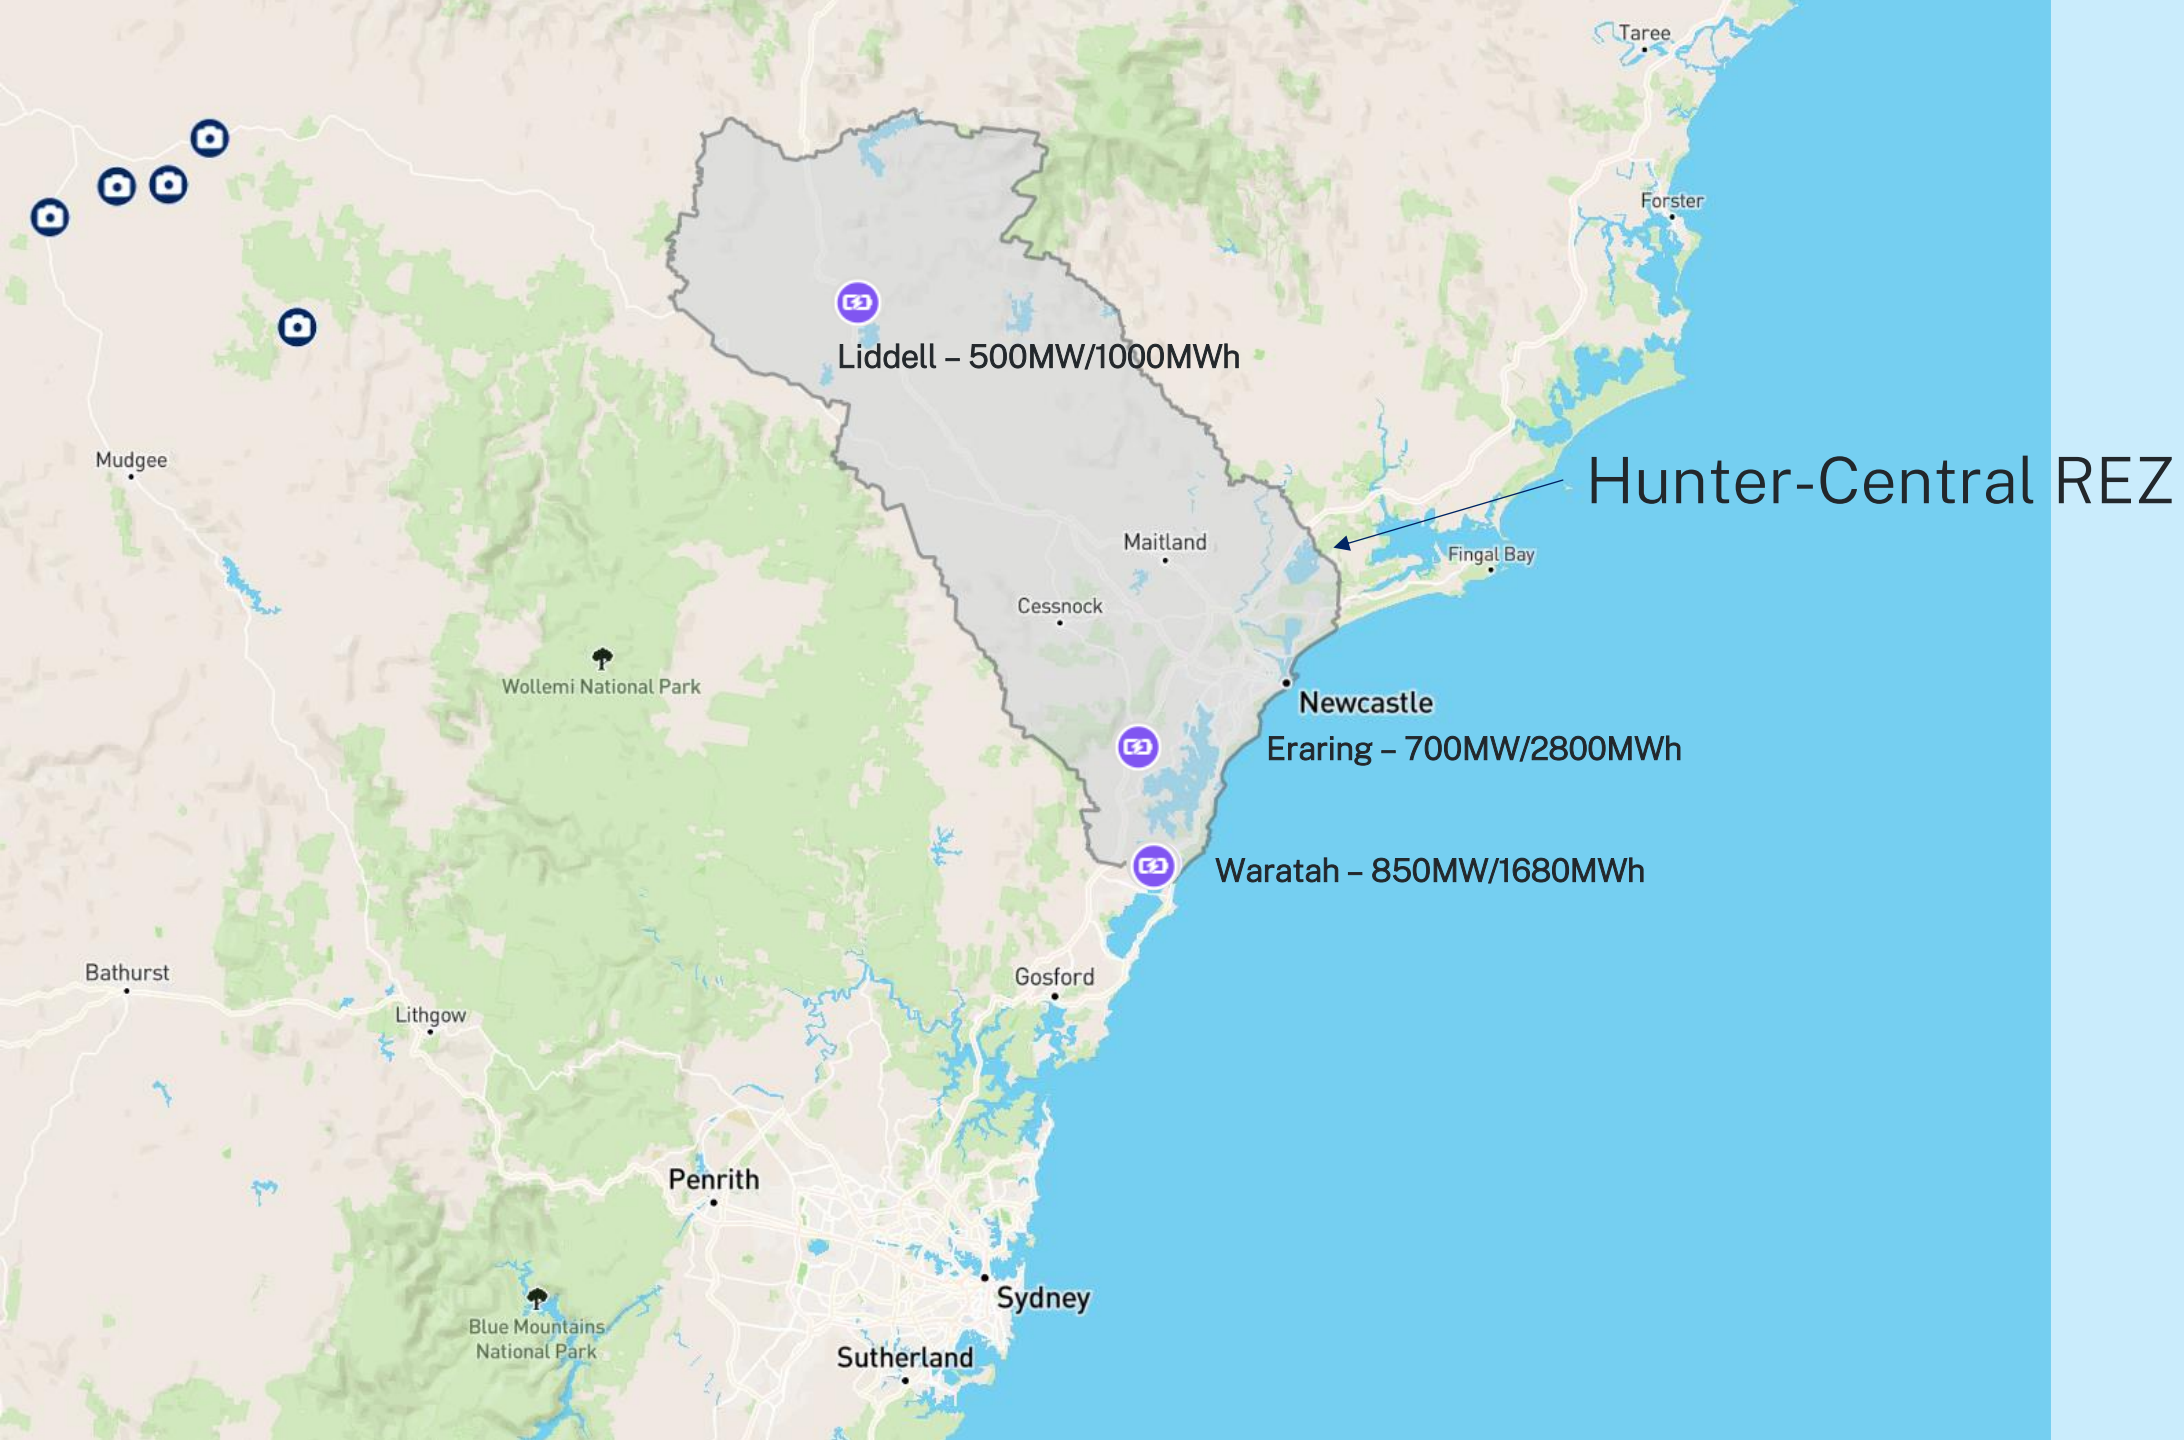 Taree
Forster
Liddell – 500MW/1000MWh
Mudgee
Hunter-Central REZ
Maitland
Fingal Bay
Cessnock
Wollemi National Park
Newcastle
Eraring – 700MW/2800MWh
Waratah – 850MW/1680MWh
Bathurst
Gosford
Lithgow
Penrith
Sydney
Blue Mountains
National Park
Sutherland